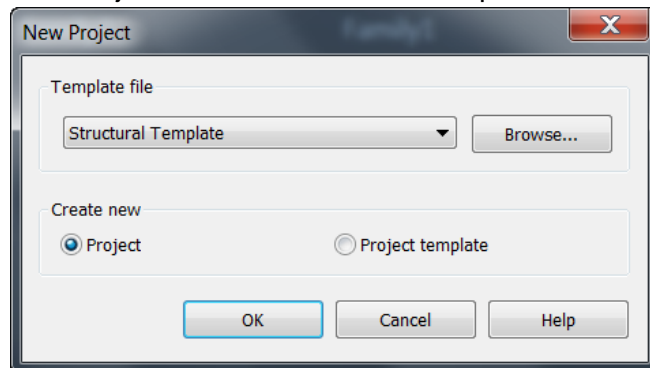 New Project
Template file
Structural Template
Browse...
Create new
Project Project template
OK Cancel Help